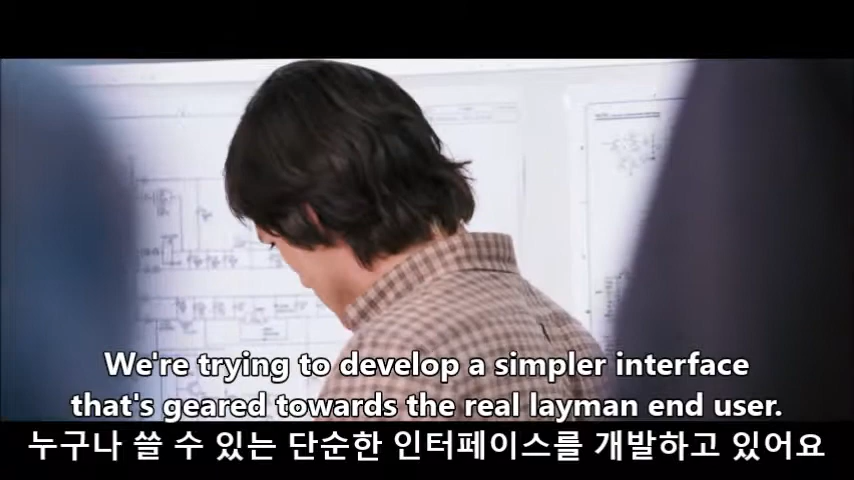 We're trying to develop a simpler interface
that's geared towards the real layman end user.
누구나 쓸 수 있는 단순한 인터페이스를 개발하고 있어요